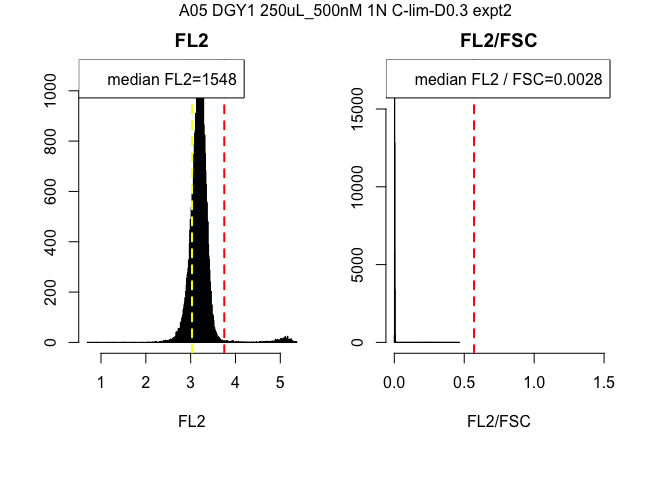 A05 DGY1 250uL_500nM 1N C-lim-D0.3 expt2
FL2
median FL2=1548
0
200
400
600
800
1000
1
2
3
4
5
FL2
FL2/FSC
median FL2 / FSC=0.0028
0
5000
10000
15000
0.0
0.5
1.0
1.5
FL2/FSC